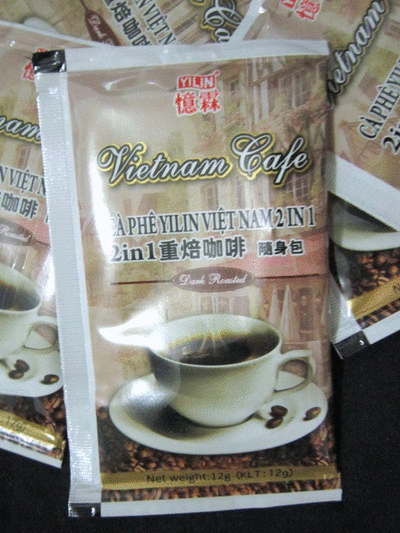 YILIN
憶霖
Vietnam Cafe
CÀ PHÊ YILIN VIỆT NAM 2 IN 1
2in1重焙咖啡 隨身包
Dark Roasted
Net weight:12g (KLT: 12g)